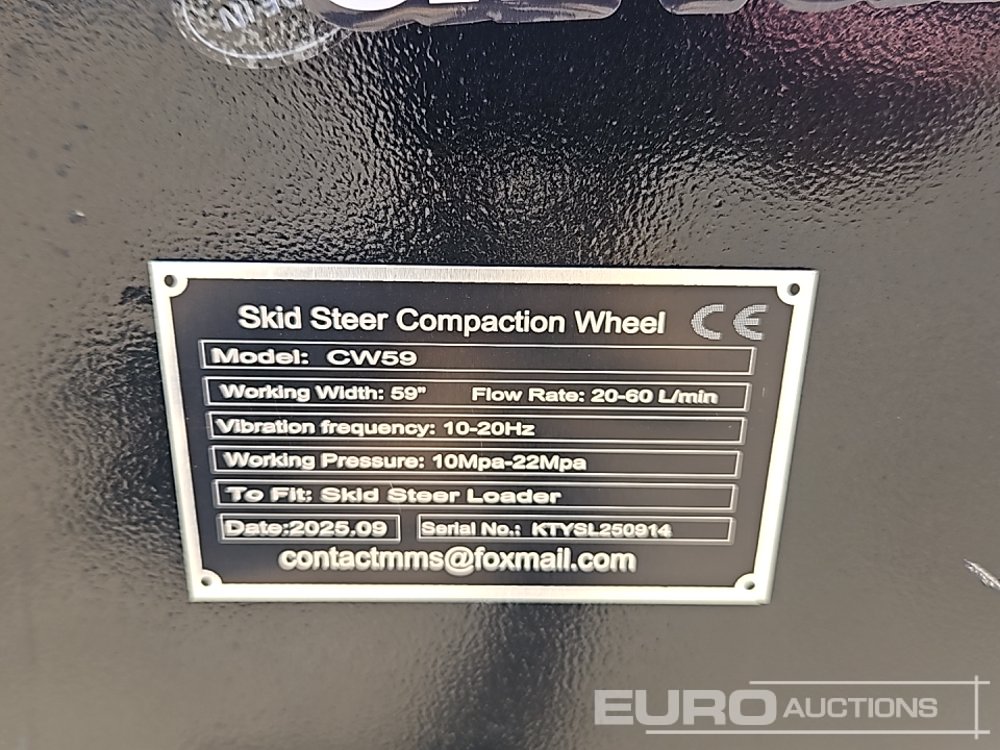 Skid Steer Compaction Wheel CE
Model: CW59
Working Width: 59" Flow Rate: 20-60 L/min
Vibration frequency: 10-20Hz
Working Pressure: 10Mpa-22Mpa
To Fit: Skid Steer Loader
Date:2025.09 Serial No.: KTYSL250914
contactmms@foxmail.com
EURO AUCTIONS